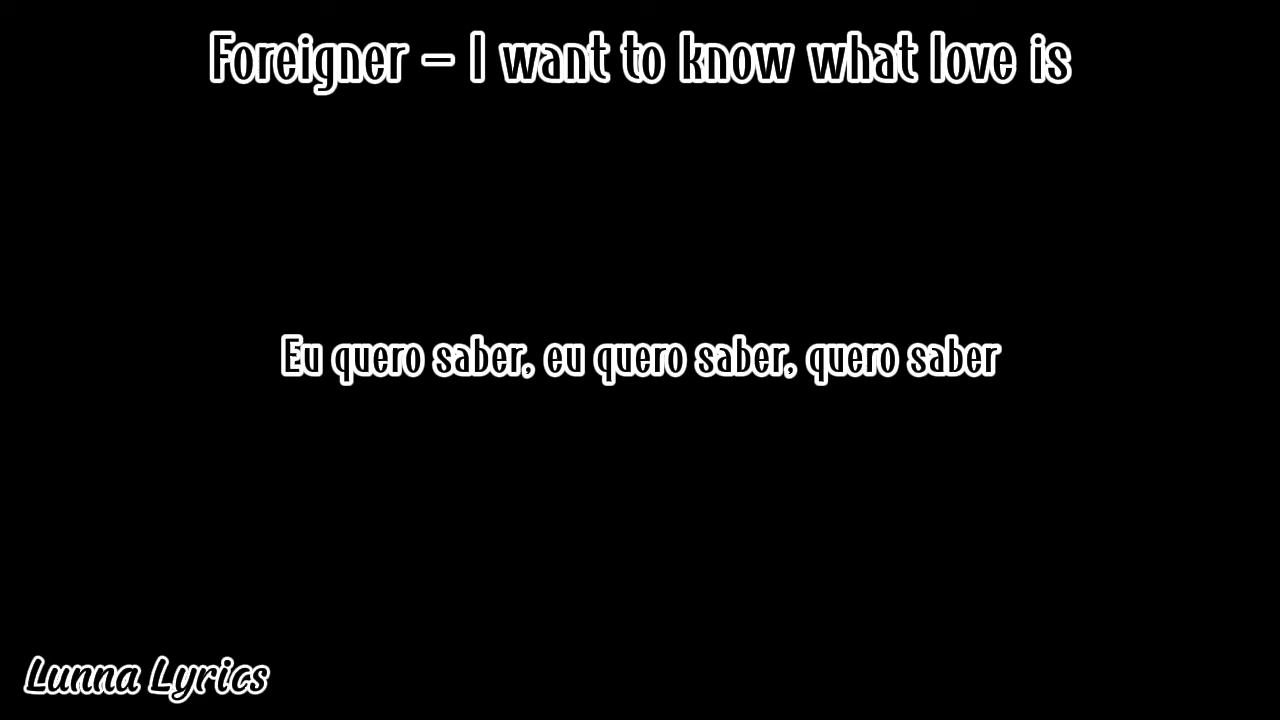 Foreigner - I want to know what love is
Eu quero saber, eu quero saber, quero saber
Lunna Lyrics